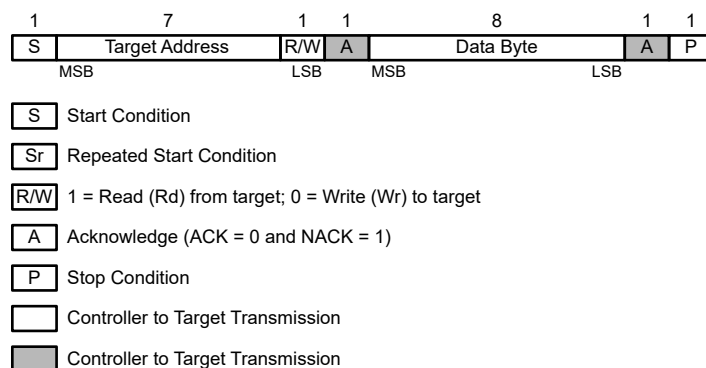 1 7 1 1 8 1 1
S Target Address R/W A Data Byte A P
MSB LSB MSB LSB
S Start Condition
Sr Repeated Start Condition
R/W 1 = Read (Rd) from target; 0 = Write (Wr) to target
A Acknowledge (ACK = 0 and NACK = 1)
P Stop Condition
Controller to Target Transmission
Controller to Target Transmission